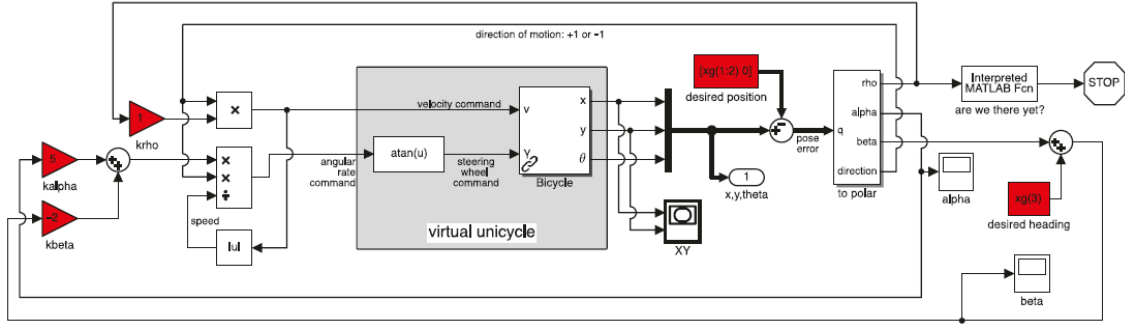 direction of motion: +1 or -1
1
krho
×
velocity command
v
x
y
θ
γ
Bicycle
[xg(1:2) 0]
desired position
+
-
pose
error
q
rho
alpha
beta
direction
to polar
Interpreted
MATLAB Fcn
are we there yet?
STOP
5
kalpha
+
+
-2
kbeta
×
×
÷
speed
|u|
angular
rate
command
atan(u)
steering
wheel
command
virtual unicycle
1
x,y,theta
XY
alpha
+
+
xg(3)
desired heading
beta